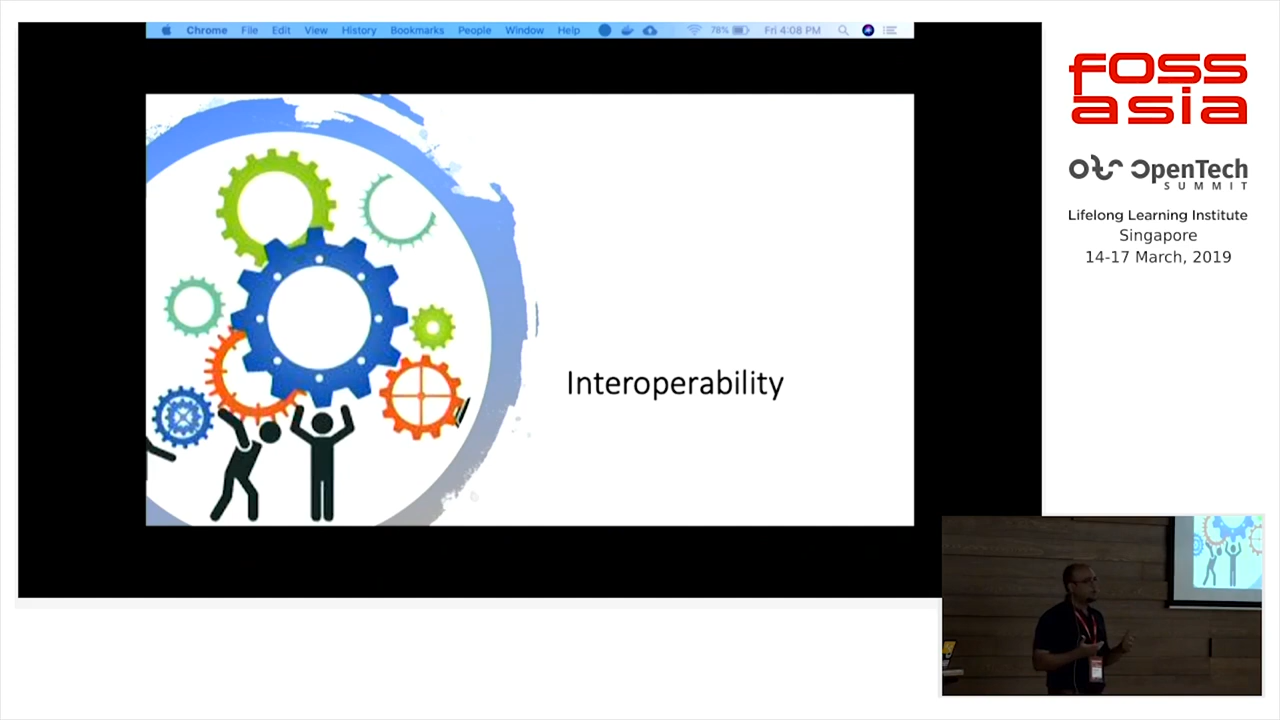 Chrome File Edit View History Bookmarks People Window Help 78% Fri 4:08 PM
Interoperability
fOSS
asia
OpenTech
SUMMIT
Lifelong Learning Institute
Singapore
14-17 March, 2019